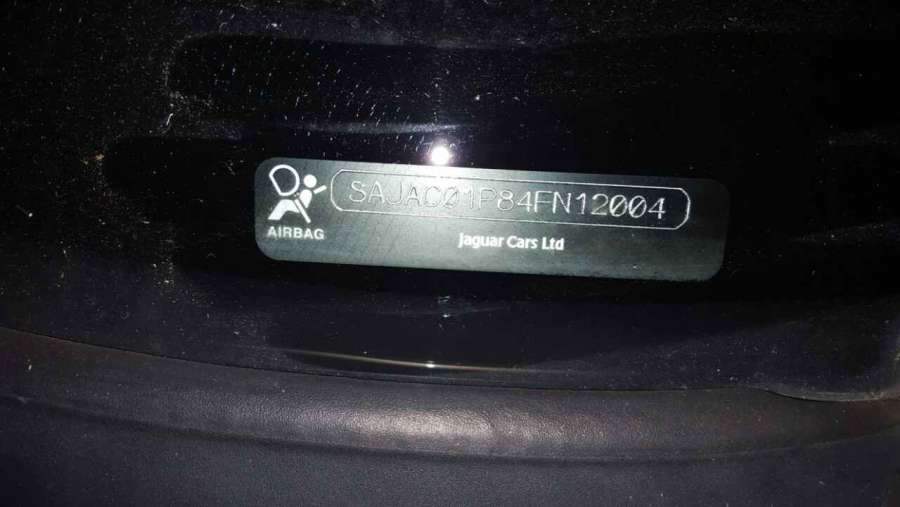 SAJAC01P84FN12004
AIRBAG
Jaguar Cars Ltd